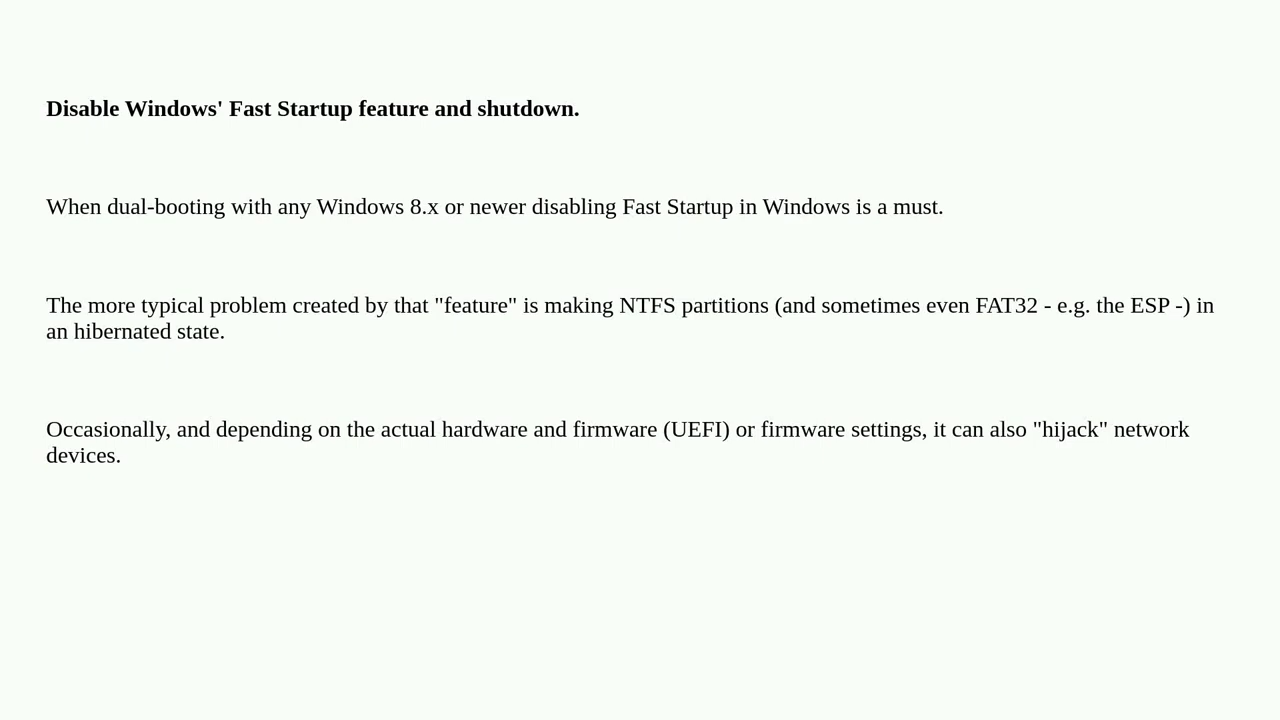 Disable Windows' Fast Startup feature and shutdown.
When dual-booting with any Windows 8.x or newer disabling Fast Startup in Windows is a must.
The more typical problem created by that "feature" is making NTFS partitions (and sometimes even FAT32 - e.g. the ESP -) in
an hibernated state.
Occasionally, and depending on the actual hardware and firmware (UEFI) or firmware settings, it can also "hijack" network
devices.